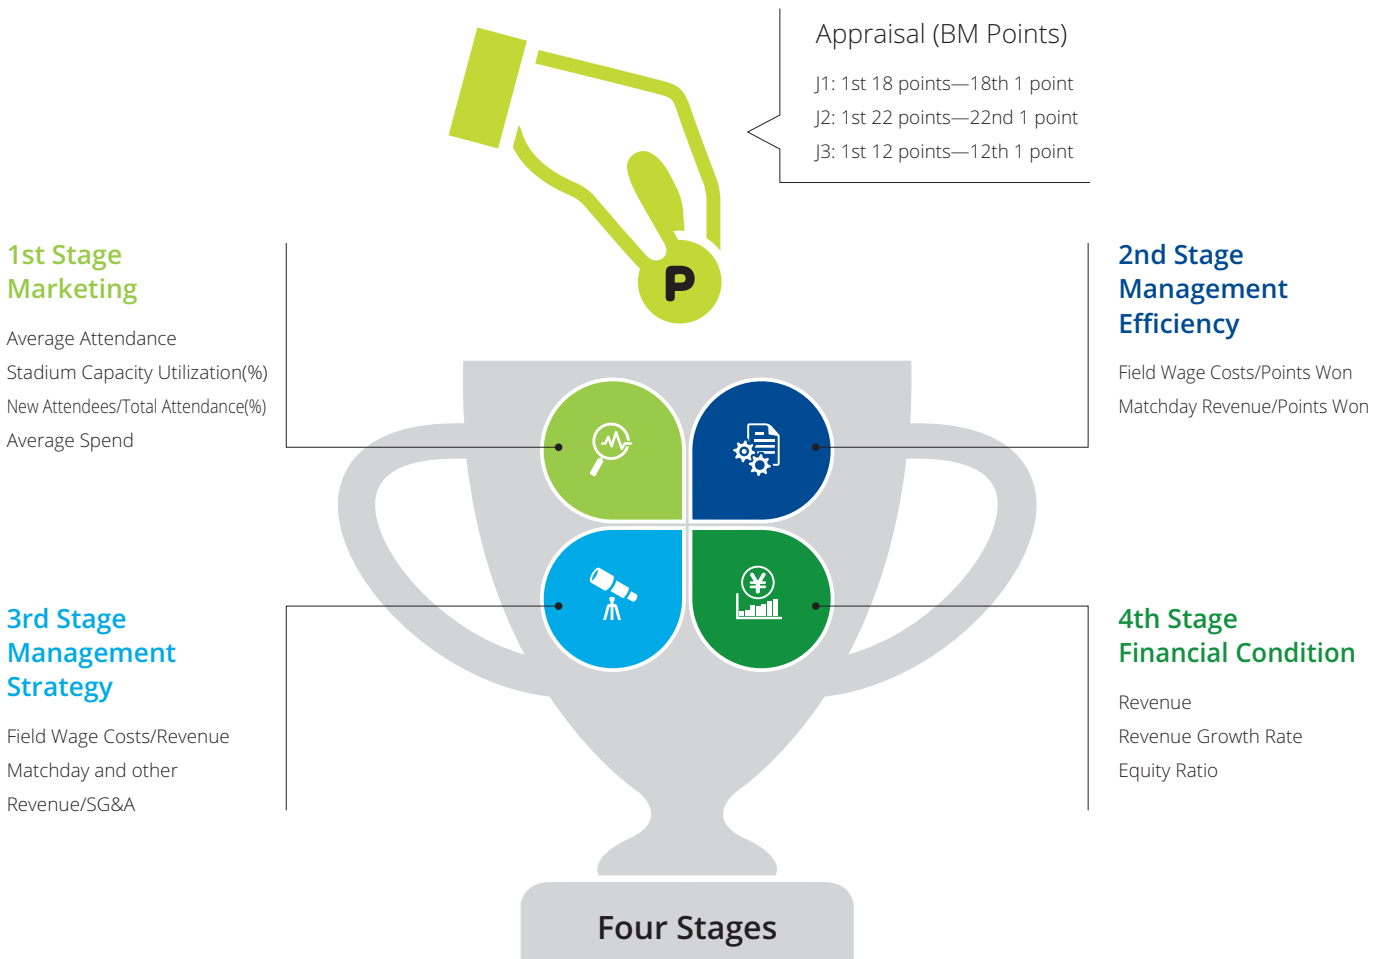 Appraisal (BM Points)
J1: 1st 18 points—18th 1 point
J2: 1st 22 points—22nd 1 point
J3: 1st 12 points—12th 1 point
P
1st Stage
Marketing
Average Attendance
Stadium Capacity Utilization(%)
New Attendees/Total Attendance(%)
Average Spend
2nd Stage
Management
Efficiency
Field Wage Costs/Points Won
Matchday Revenue/Points Won
¥
3rd Stage
Management
Strategy
Field Wage Costs/Revenue
Matchday and other
Revenue/SG&A
4th Stage
Financial Condition
Revenue
Revenue Growth Rate
Equity Ratio
Four Stages